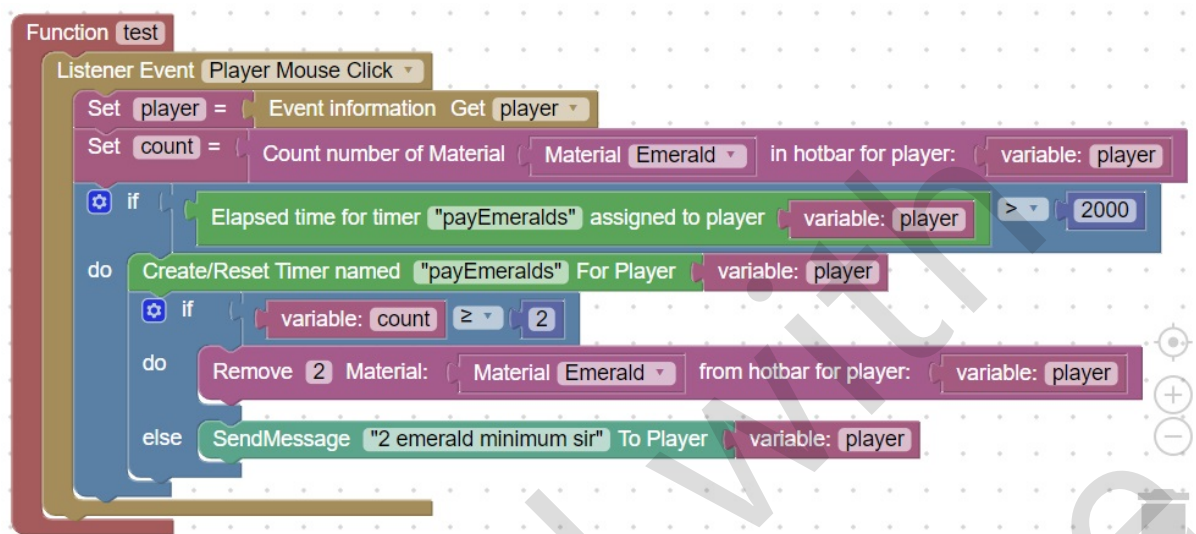 Function test
Listener Event Player Mouse Click
Set player = Event information Get player
Set count = Count number of Material Material Emerald in hotbar for player: variable: player
if Elapsed time for timer "payEmeralds" assigned to player variable: player > 2000
do Create/Reset Timer named "payEmeralds" For Player variable: player
if variable: count ≥ 2
do Remove 2 Material: Material Emerald from hotbar for player: variable: player
else SendMessage "2 emerald minimum sir" To Player variable: player
with